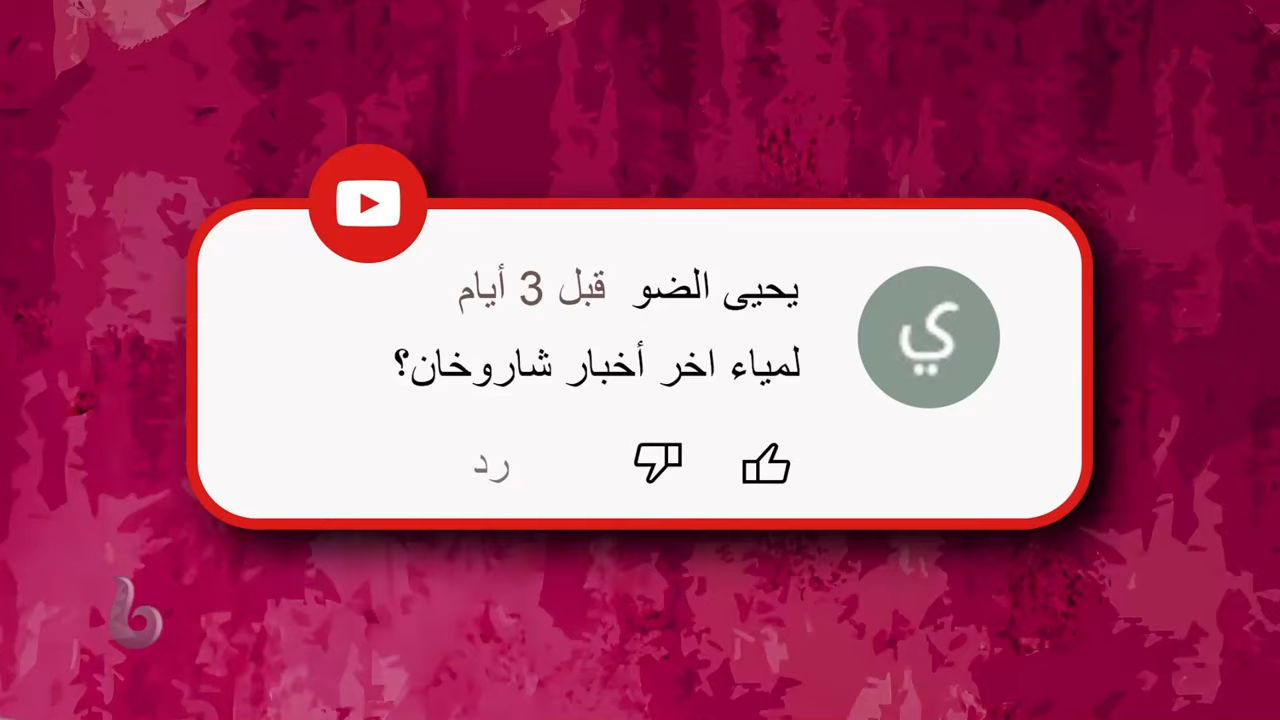 يحيى الضو قبل 3 أيام
لمياء اخر أخبار شاروخان؟
رد
ي